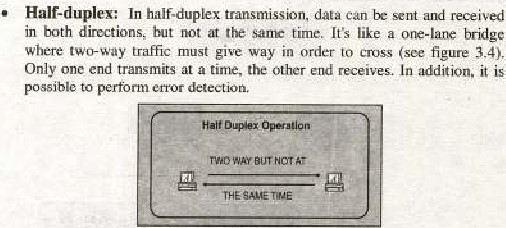 • Half-duplex: In half-duplex transmission, data can be sent and received
in both directions, but not at the same time. It's like a one-lane bridge
where two-way traffic must give way in order to cross (see figure 3.4).
Only one end transmits at a time, the other end receives. In addition, it is
possible to perform error detection.
Half Duplex Operation
TWO WAY BUT NOT AT
THE SAME TIME